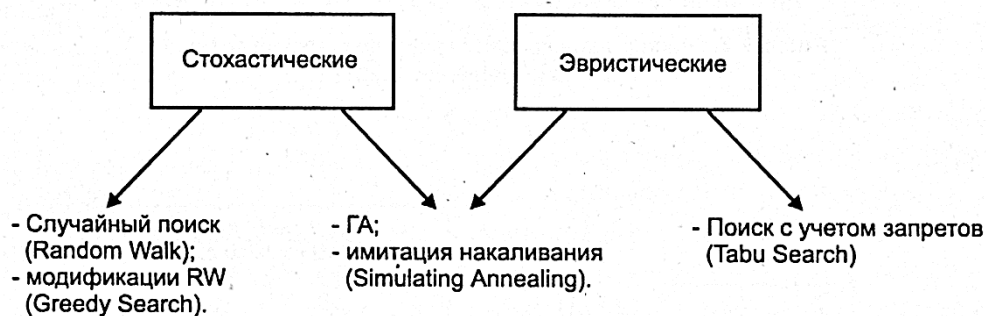 Стохастические
Эвристические
- Случайный поиск
(Random Walk);
- модификации RW
(Greedy Search).
- ГА;
- имитация накаливания
(Simulating Annealing).
- Поиск с учетом запретов
(Tabu Search)